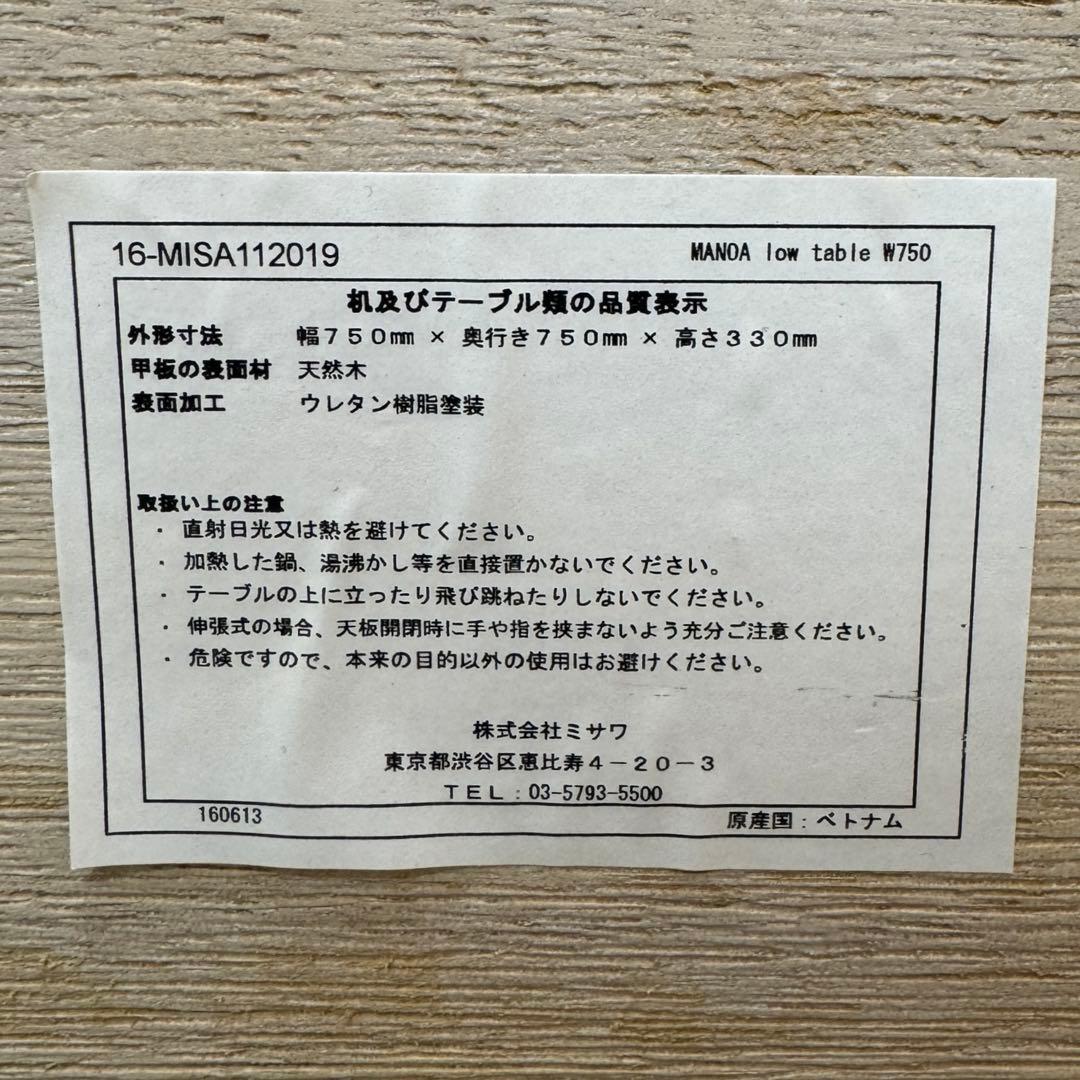 16-MISA112019 MANOA low table W750
机及びテーブル類の品質表示
外形寸法 幅７５０㎜ × 奥行き７５０㎜ × 高さ３３０㎜
甲板の表面材 天然木
表面加工 ウレタン樹脂塗装
取扱い上の注意
・ 直射日光又は熱を避けてください。
・ 加熱した鍋、湯沸かし等を直接置かないでください。
・ テーブルの上に立ったり飛び跳ねたりしないでください。
・ 伸張式の場合、天板開閉時に手や指を挟まないよう充分ご注意ください。
・ 危険ですので、本来の目的以外の使用はお避けください。
株式会社ミサワ
東京都渋谷区恵比寿４－２０－３
ＴＥＬ：03-5793-5500
160613 原産国：ベトナム